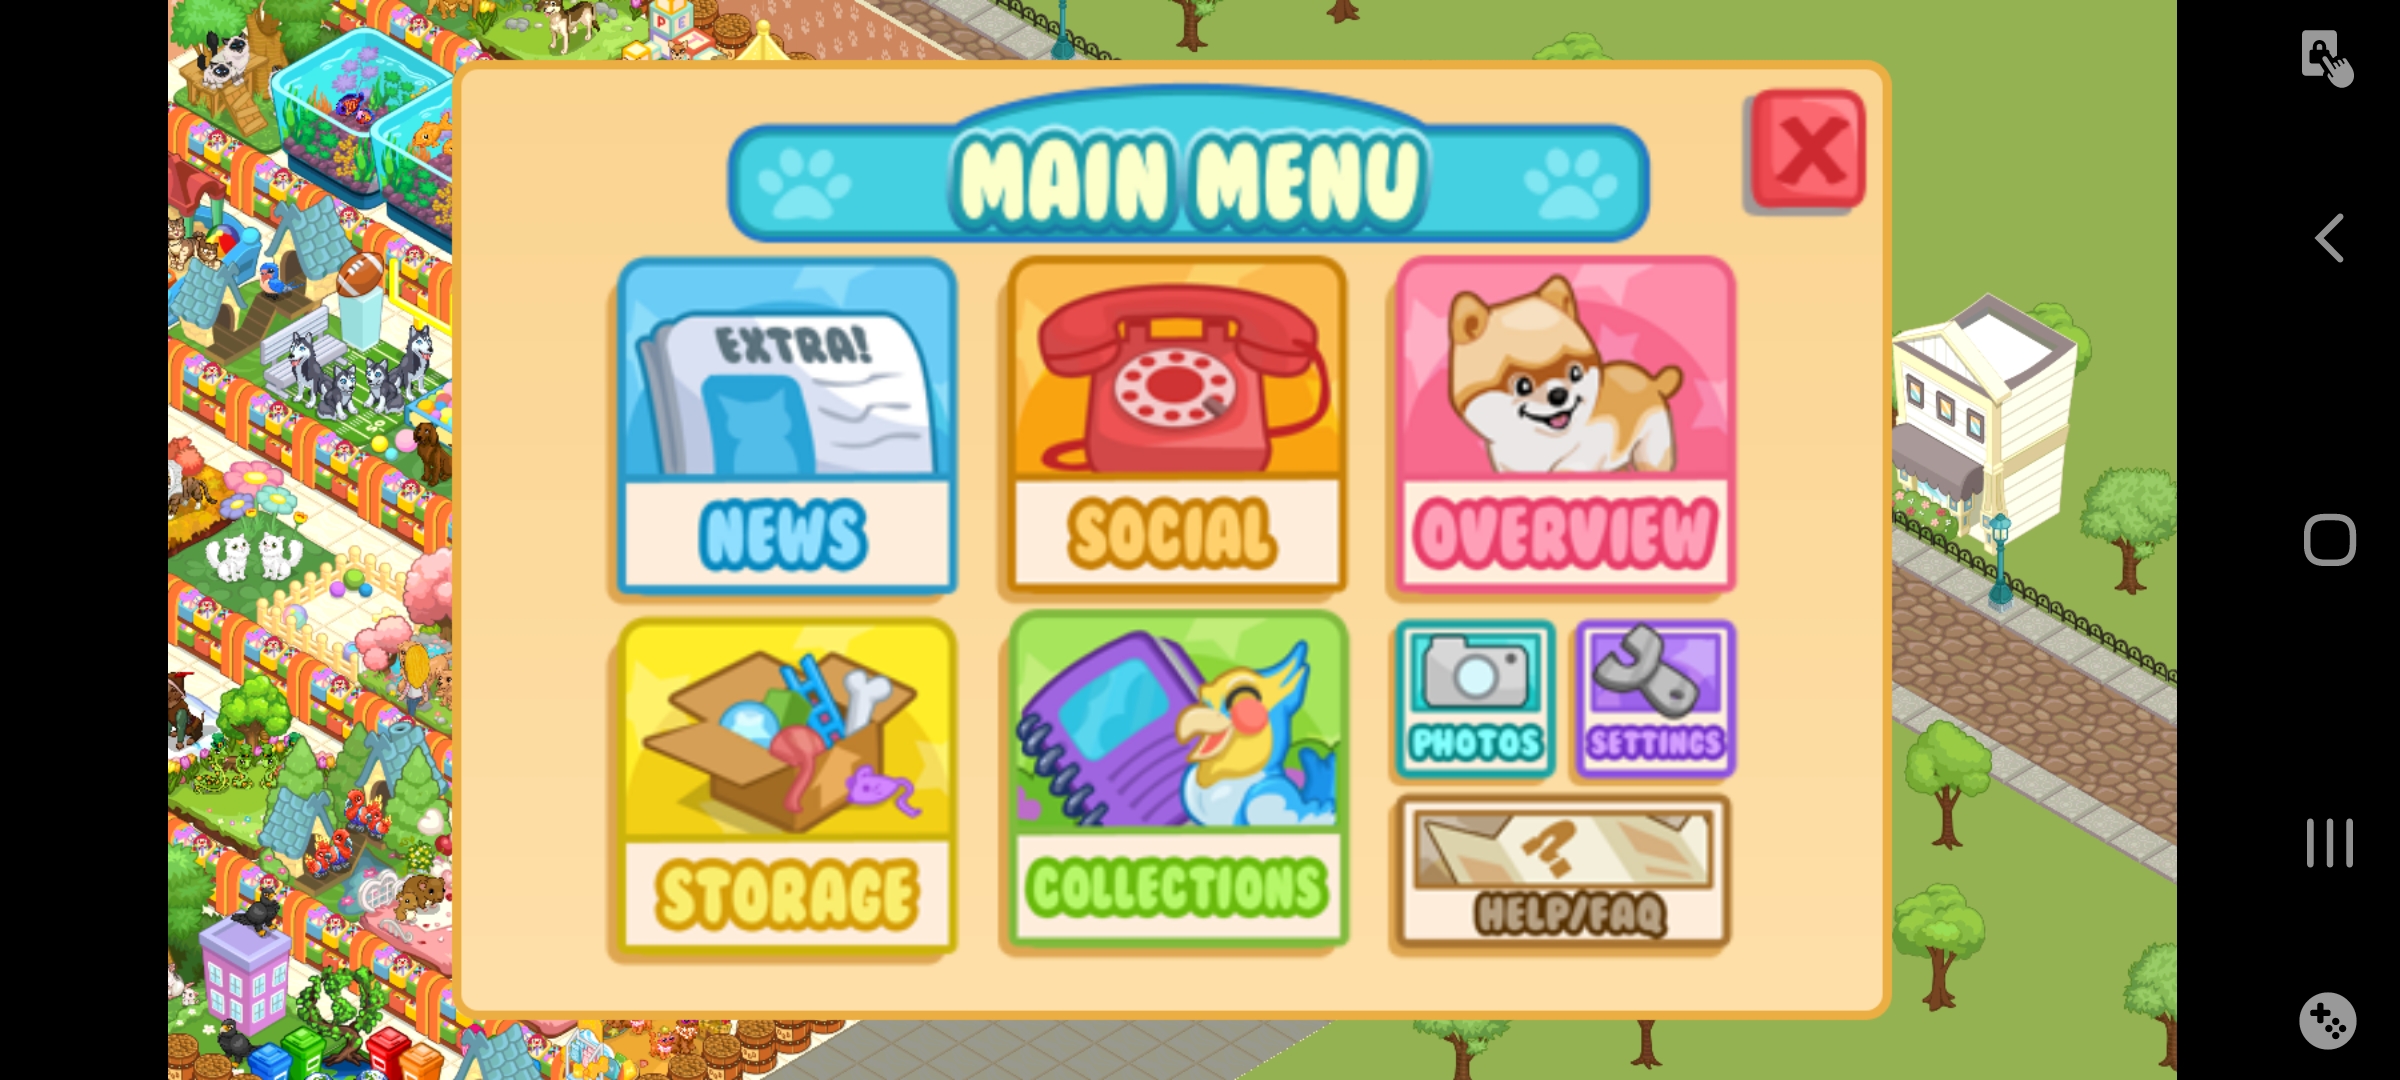 MAIN MENU
EXTRA!
NEWS
SOCIAL
OVERVIEW
STORAGE
COLLECTIONS
PHOTOS
SETTINGS
?
HELP/FAQ